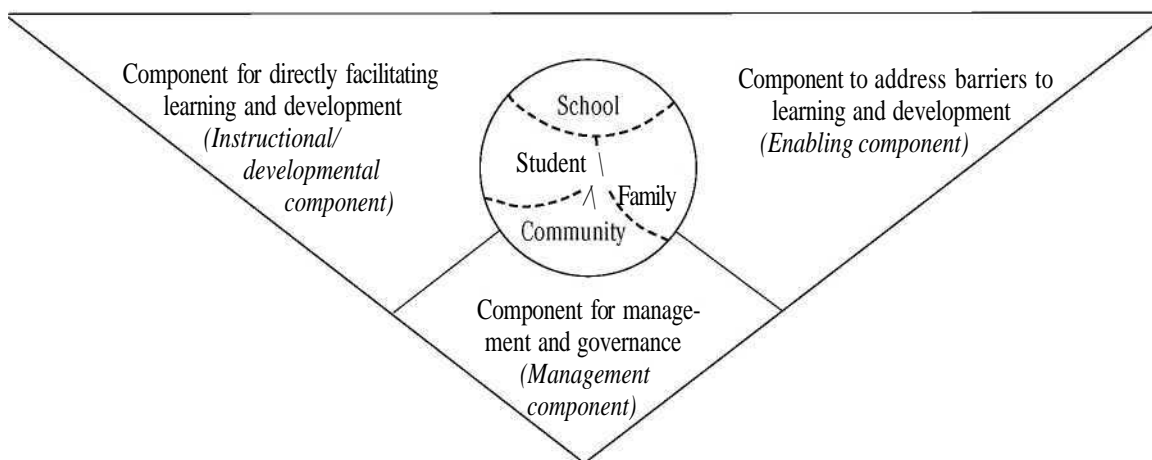 Component for directly facilitating
learning and development
(Instructional/
developmental
component)
School
Student
Family
Community
Component to address barriers to
learning and development
(Enabling component)
Component for manage-
ment and governance
(Management
component)